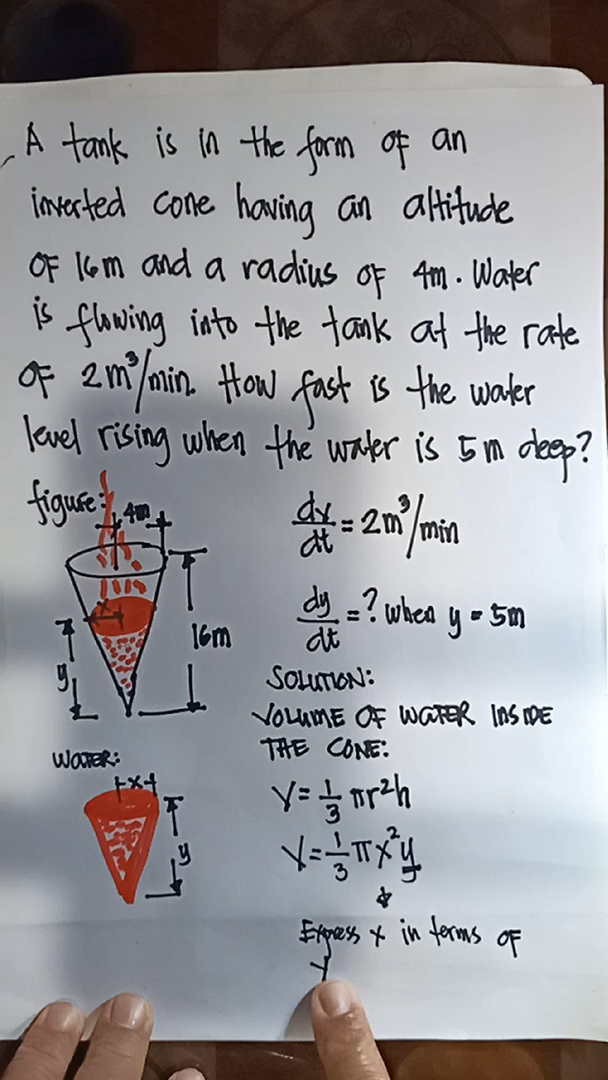 A tank is in the form of an
inverted cone having an altitude
OF 16m and a radius of 4m. Water
is flowing into the tank at the rate
OF 2m³/min. How fast is the water
level rising when the water is 5m deep?
figure:
4m
x
16m
y
dv/dt = 2m³/min
dy/dt = ? when y = 5m
SOLUTION:
VOLUME OF WATER INSIDE
THE CONE:
V = 1/3 πr²h
V = 1/3 πx²y
Express x in terms OF
y
WATER:
x
y